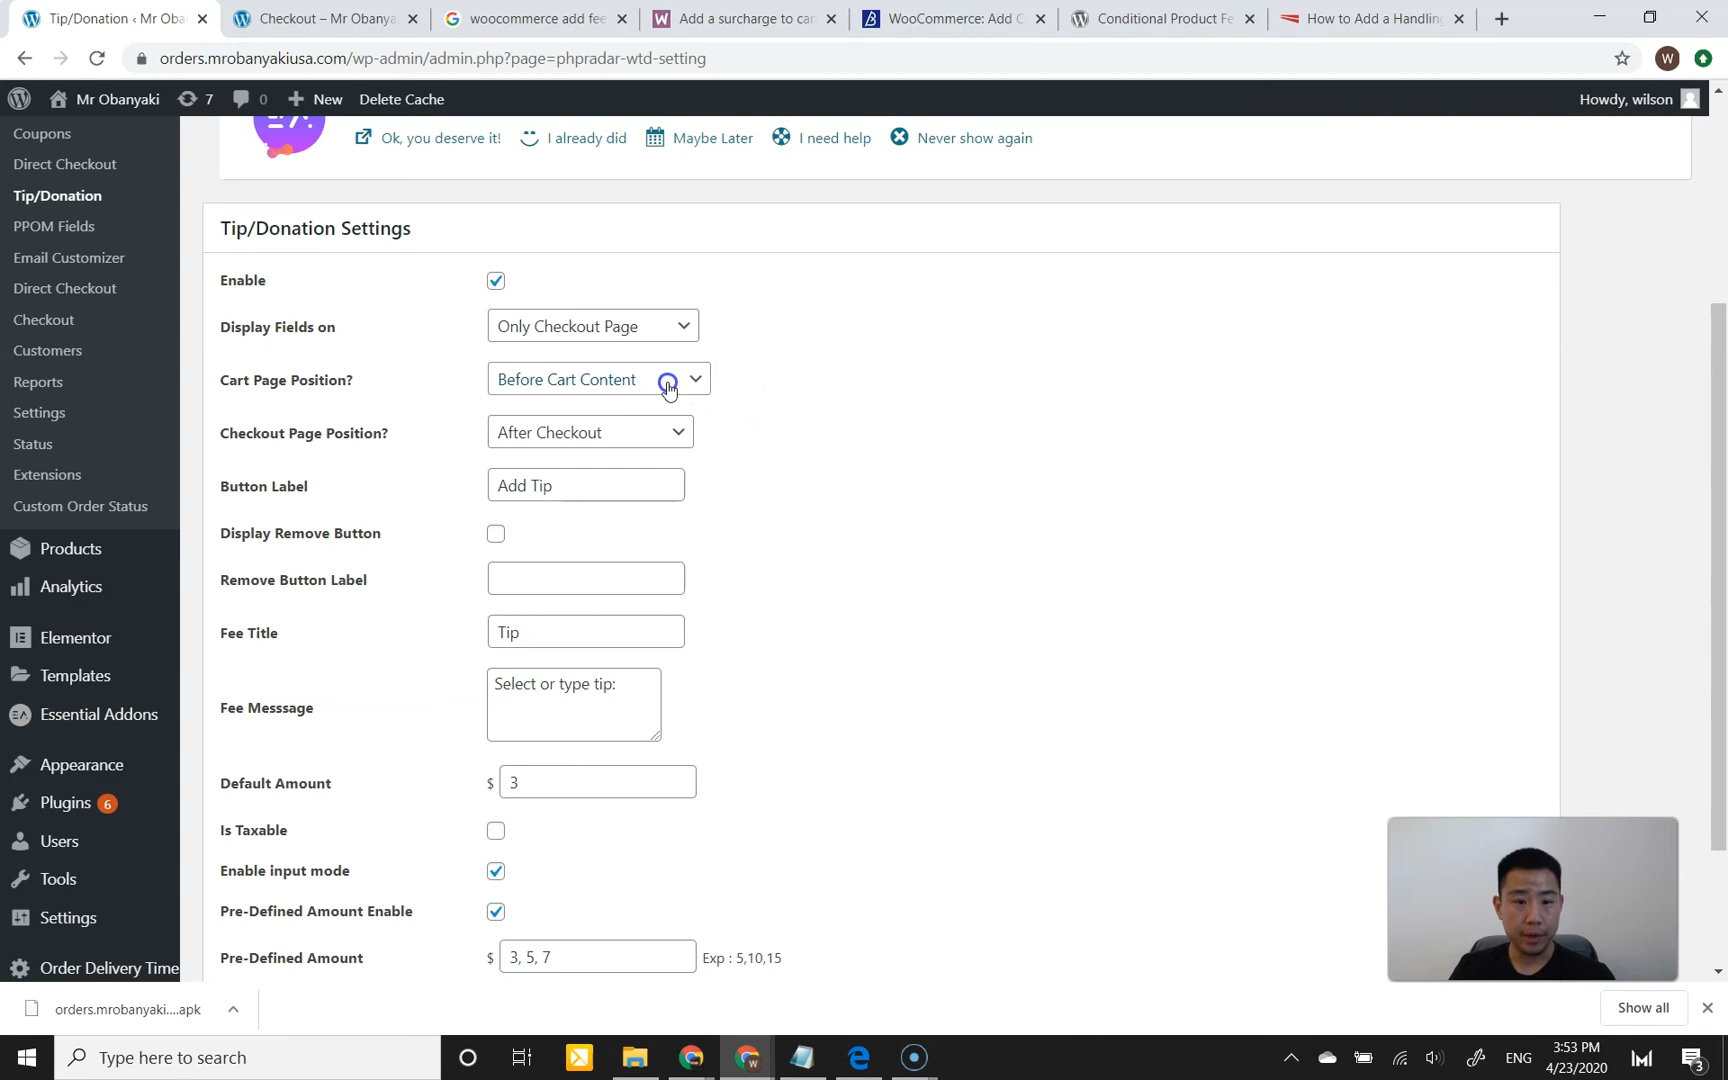 Tip/Donation ‹ Mr Oba
Checkout – Mr Obanya
woocommerce add fee
Add a surcharge to car
WooCommerce: Add C
Conditional Product Fe
How to Add a Handling
orders.mrobanyakiusa.com/wp-admin/admin.php?page=phpradar-wtd-setting
W
Mr Obanyaki
7
0
New
Delete Cache
Howdy, wilson
Ok, you deserve it!
I already did
Maybe Later
I need help
Never show again
Coupons
Direct Checkout
Tip/Donation
PPOM Fields
Email Customizer
Direct Checkout
Checkout
Customers
Reports
Settings
Status
Extensions
Custom Order Status
Products
Analytics
Elementor
Templates
Essential Addons
Appearance
Plugins 6
Users
Tools
Settings
Order Delivery Time
Tip/Donation Settings
Enable
Display Fields on
Only Checkout Page
Cart Page Position?
Before Cart Content
Checkout Page Position?
After Checkout
Button Label
Add Tip
Display Remove Button
Remove Button Label
Fee Title
Tip
Fee Messsage
Select or type tip:
Default Amount
$ 3
Is Taxable
Enable input mode
Pre-Defined Amount Enable
Pre-Defined Amount
$ 3, 5, 7
Exp : 5,10,15
orders.mrobanyaki....apk
Show all
Type here to search
ENG
3:53 PM
4/23/2020
3